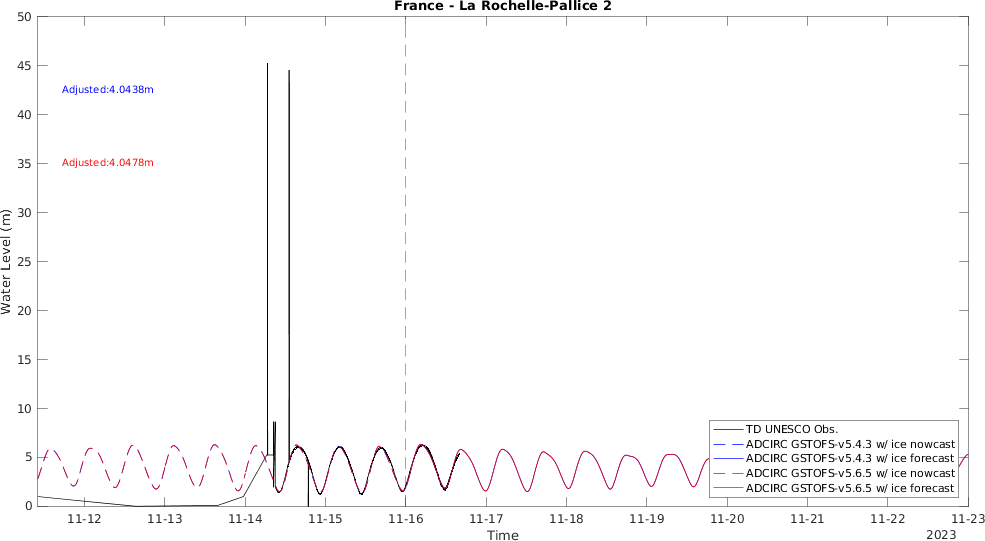 France - La Rochelle-Pallice 2
50
45
40
35
30
25
20
15
10
5
0
Water Level (m)
Adjusted:4.0438m
Adjusted:4.0478m
TD UNESCO Obs.
ADCIRC GSTOFS-v5.4.3 w/ ice nowcast
ADCIRC GSTOFS-v5.4.3 w/ ice forecast
ADCIRC GSTOFS-v5.6.5 w/ ice nowcast
ADCIRC GSTOFS-v5.6.5 w/ ice forecast
11-12 11-13 11-14 11-15 11-16 11-17 11-18 11-19 11-20 11-21 11-22 11-23
Time
2023